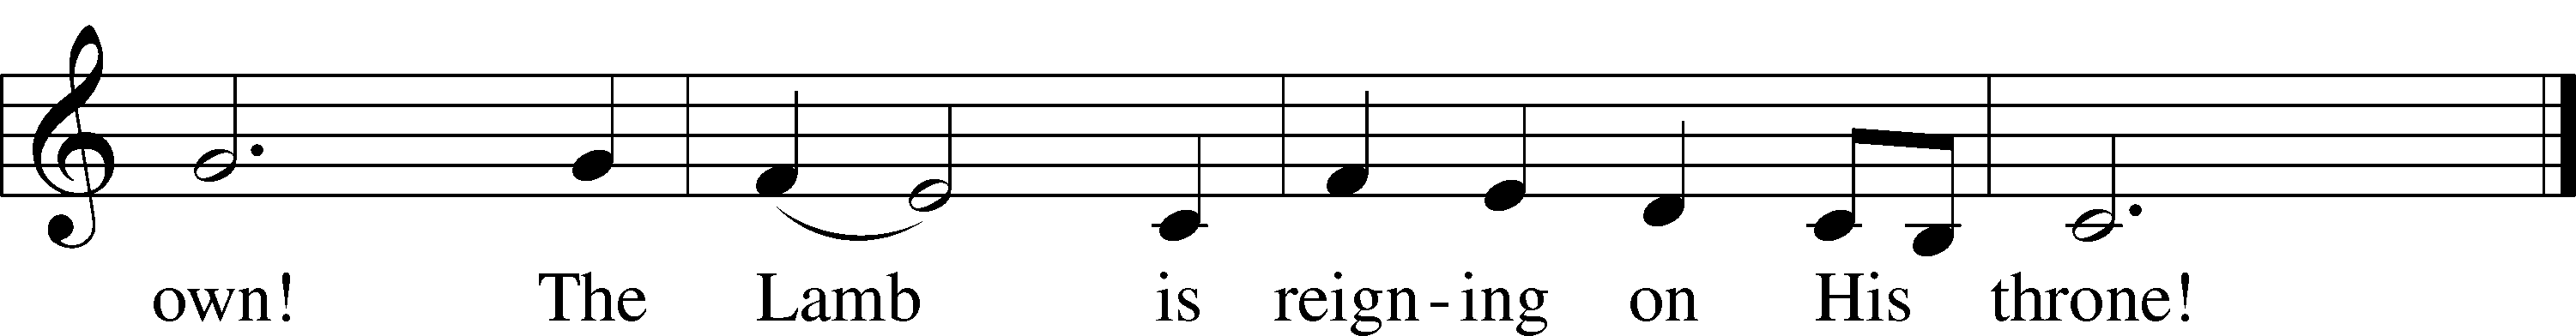 own! The Lamb is reign-ing on His throne!